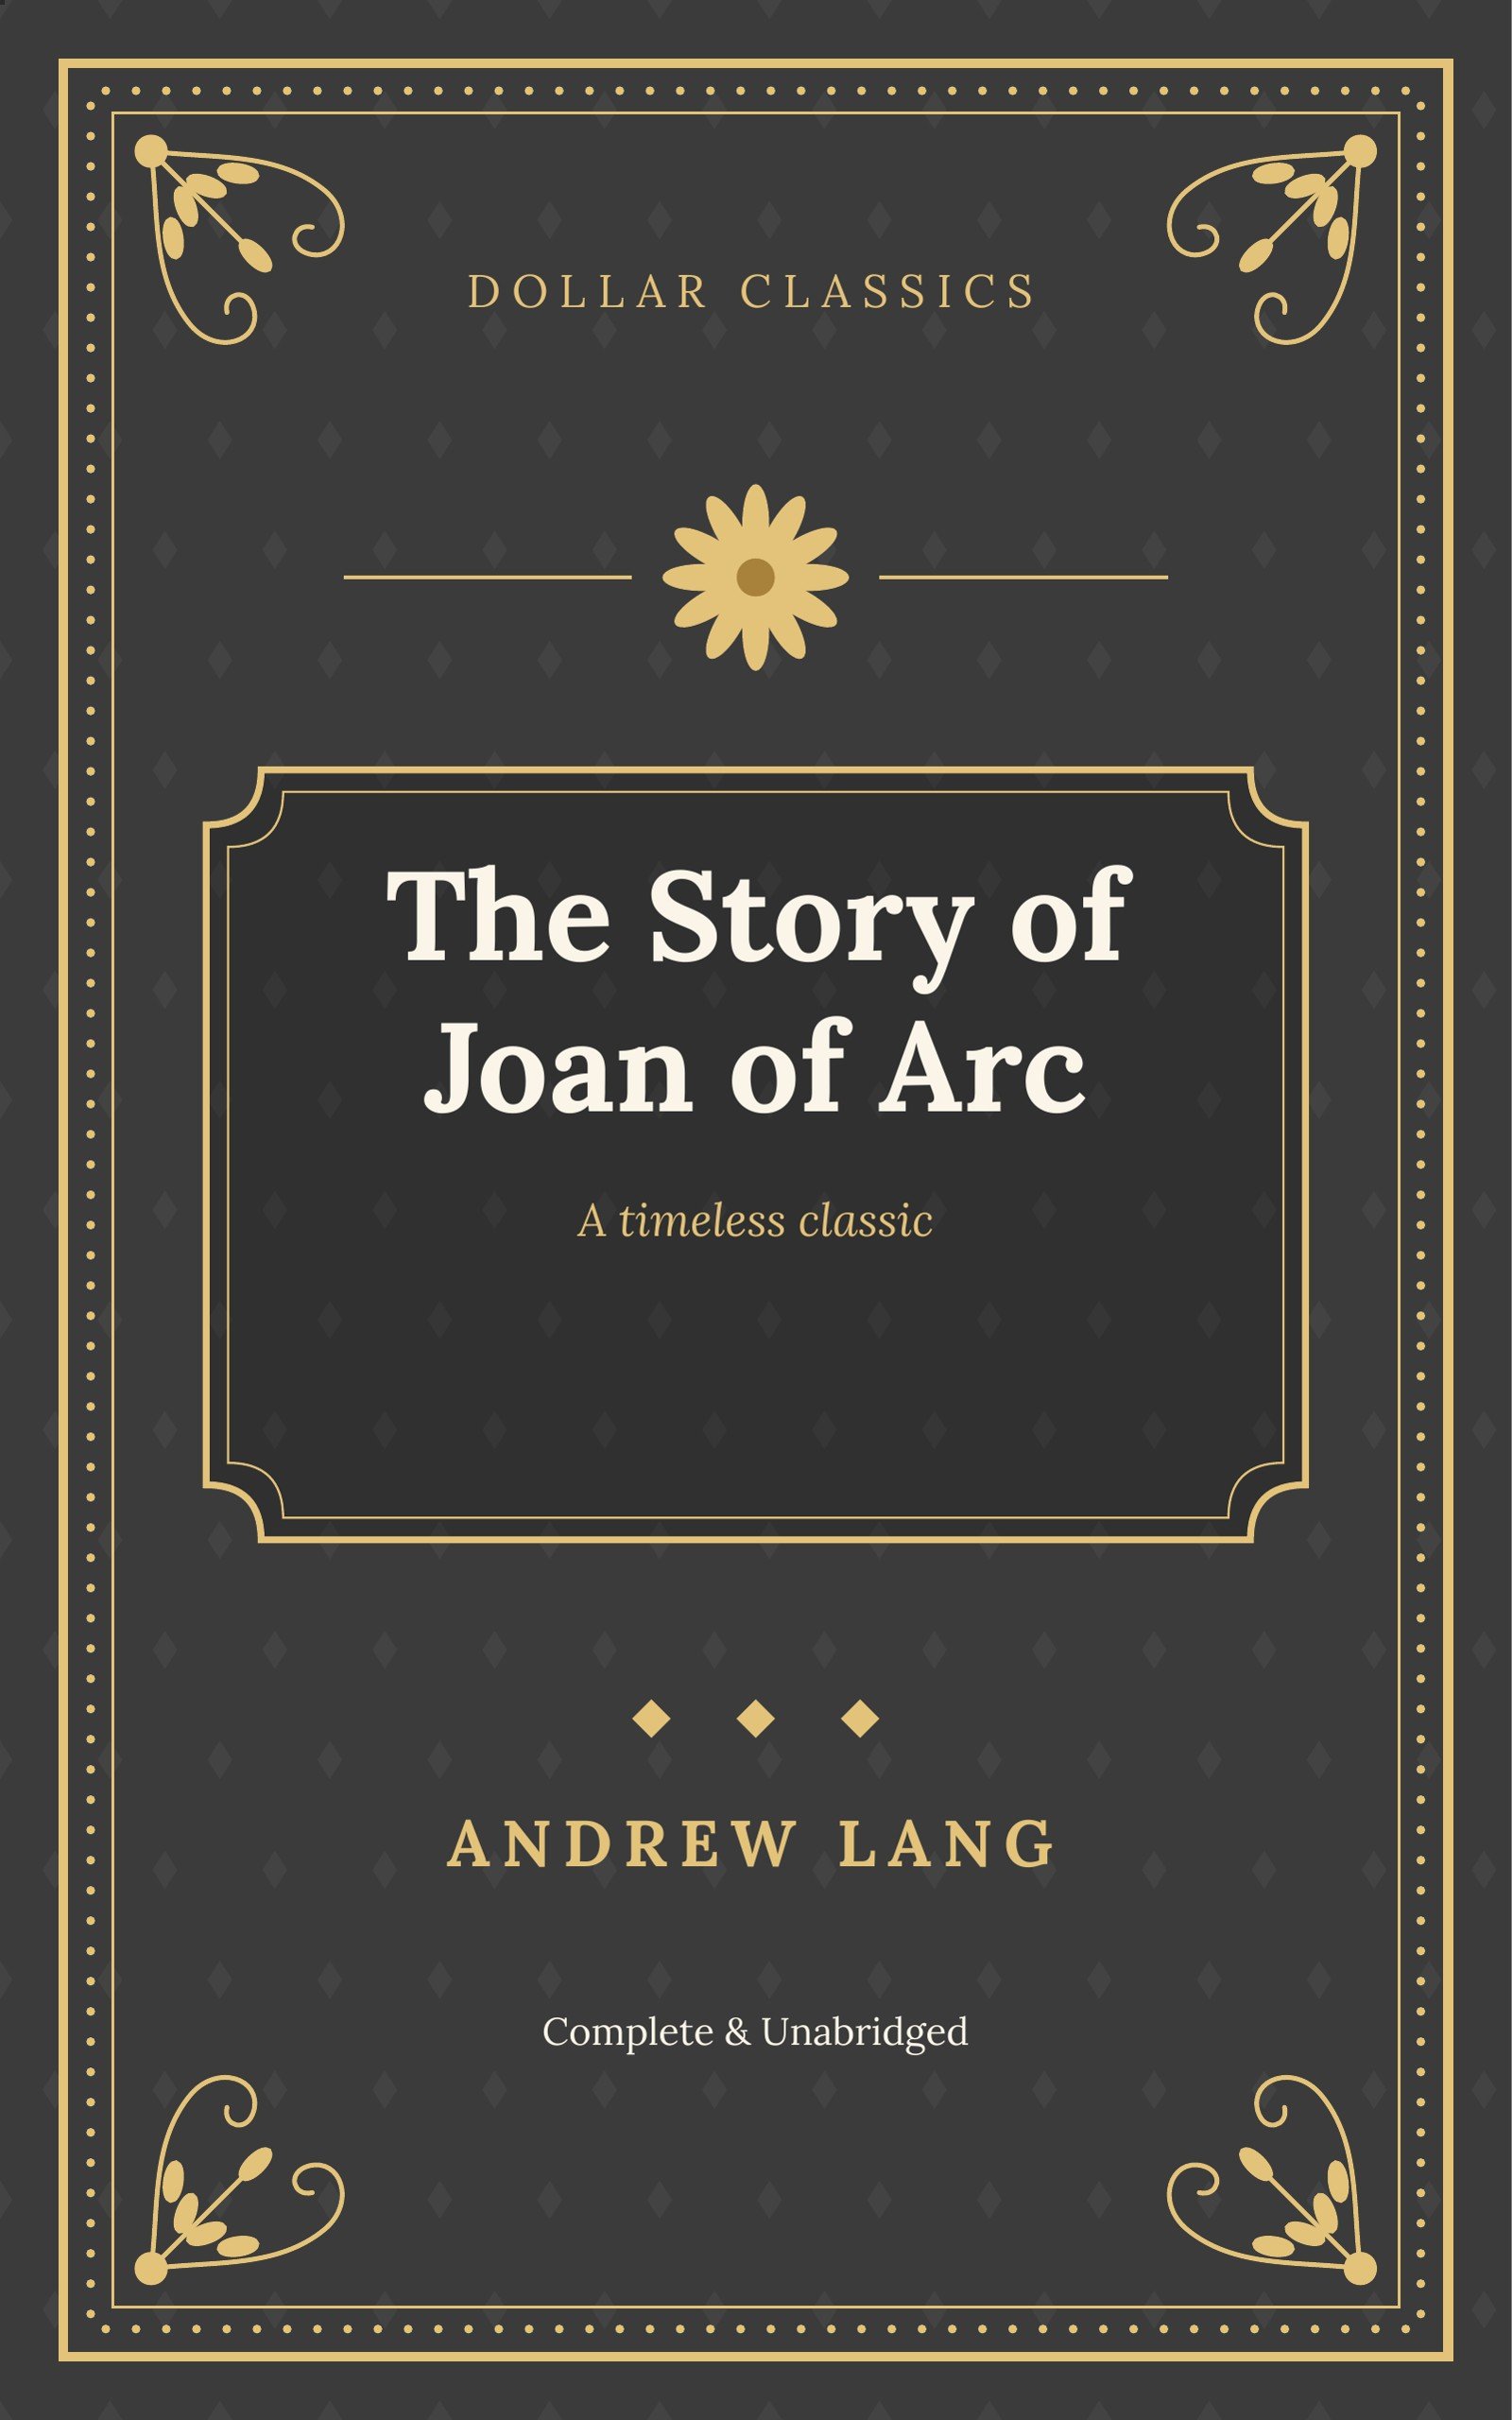 DOLLAR CLASSICS
The Story of
Joan of Arc
A timeless classic
ANDREW LANG
Complete & Unabridged